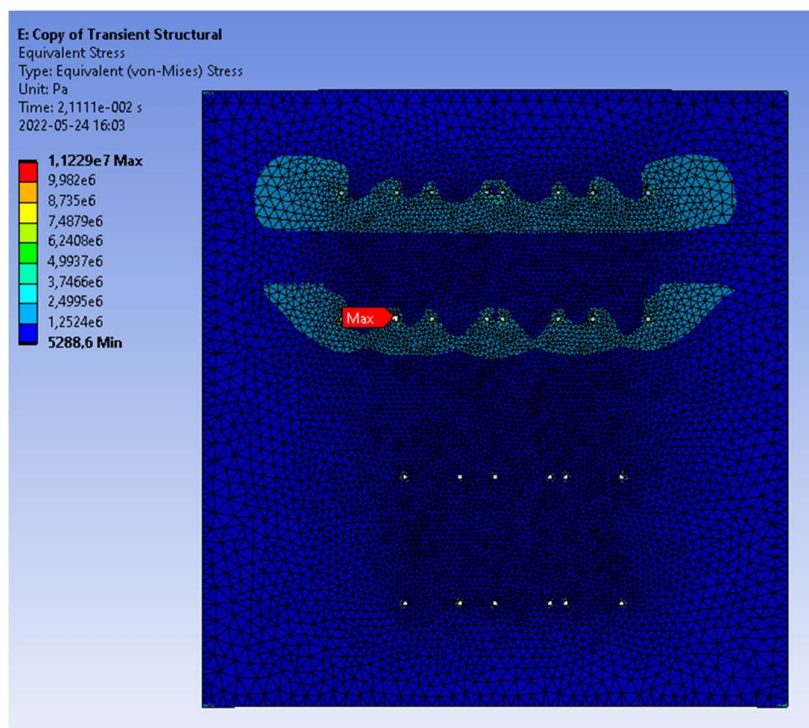 E: Copy of Transient Structural
Equivalent Stress
Type: Equivalent (von-Mises) Stress
Unit: Pa
Time: 2,1111e-002 s
2022-05-24 16:03
1,1229e7 Max
9,982e6
8,735e6
7,4879e6
6,2408e6
4,9937e6
3,7466e6
2,4995e6
1,2524e6
5288,6 Min
Max